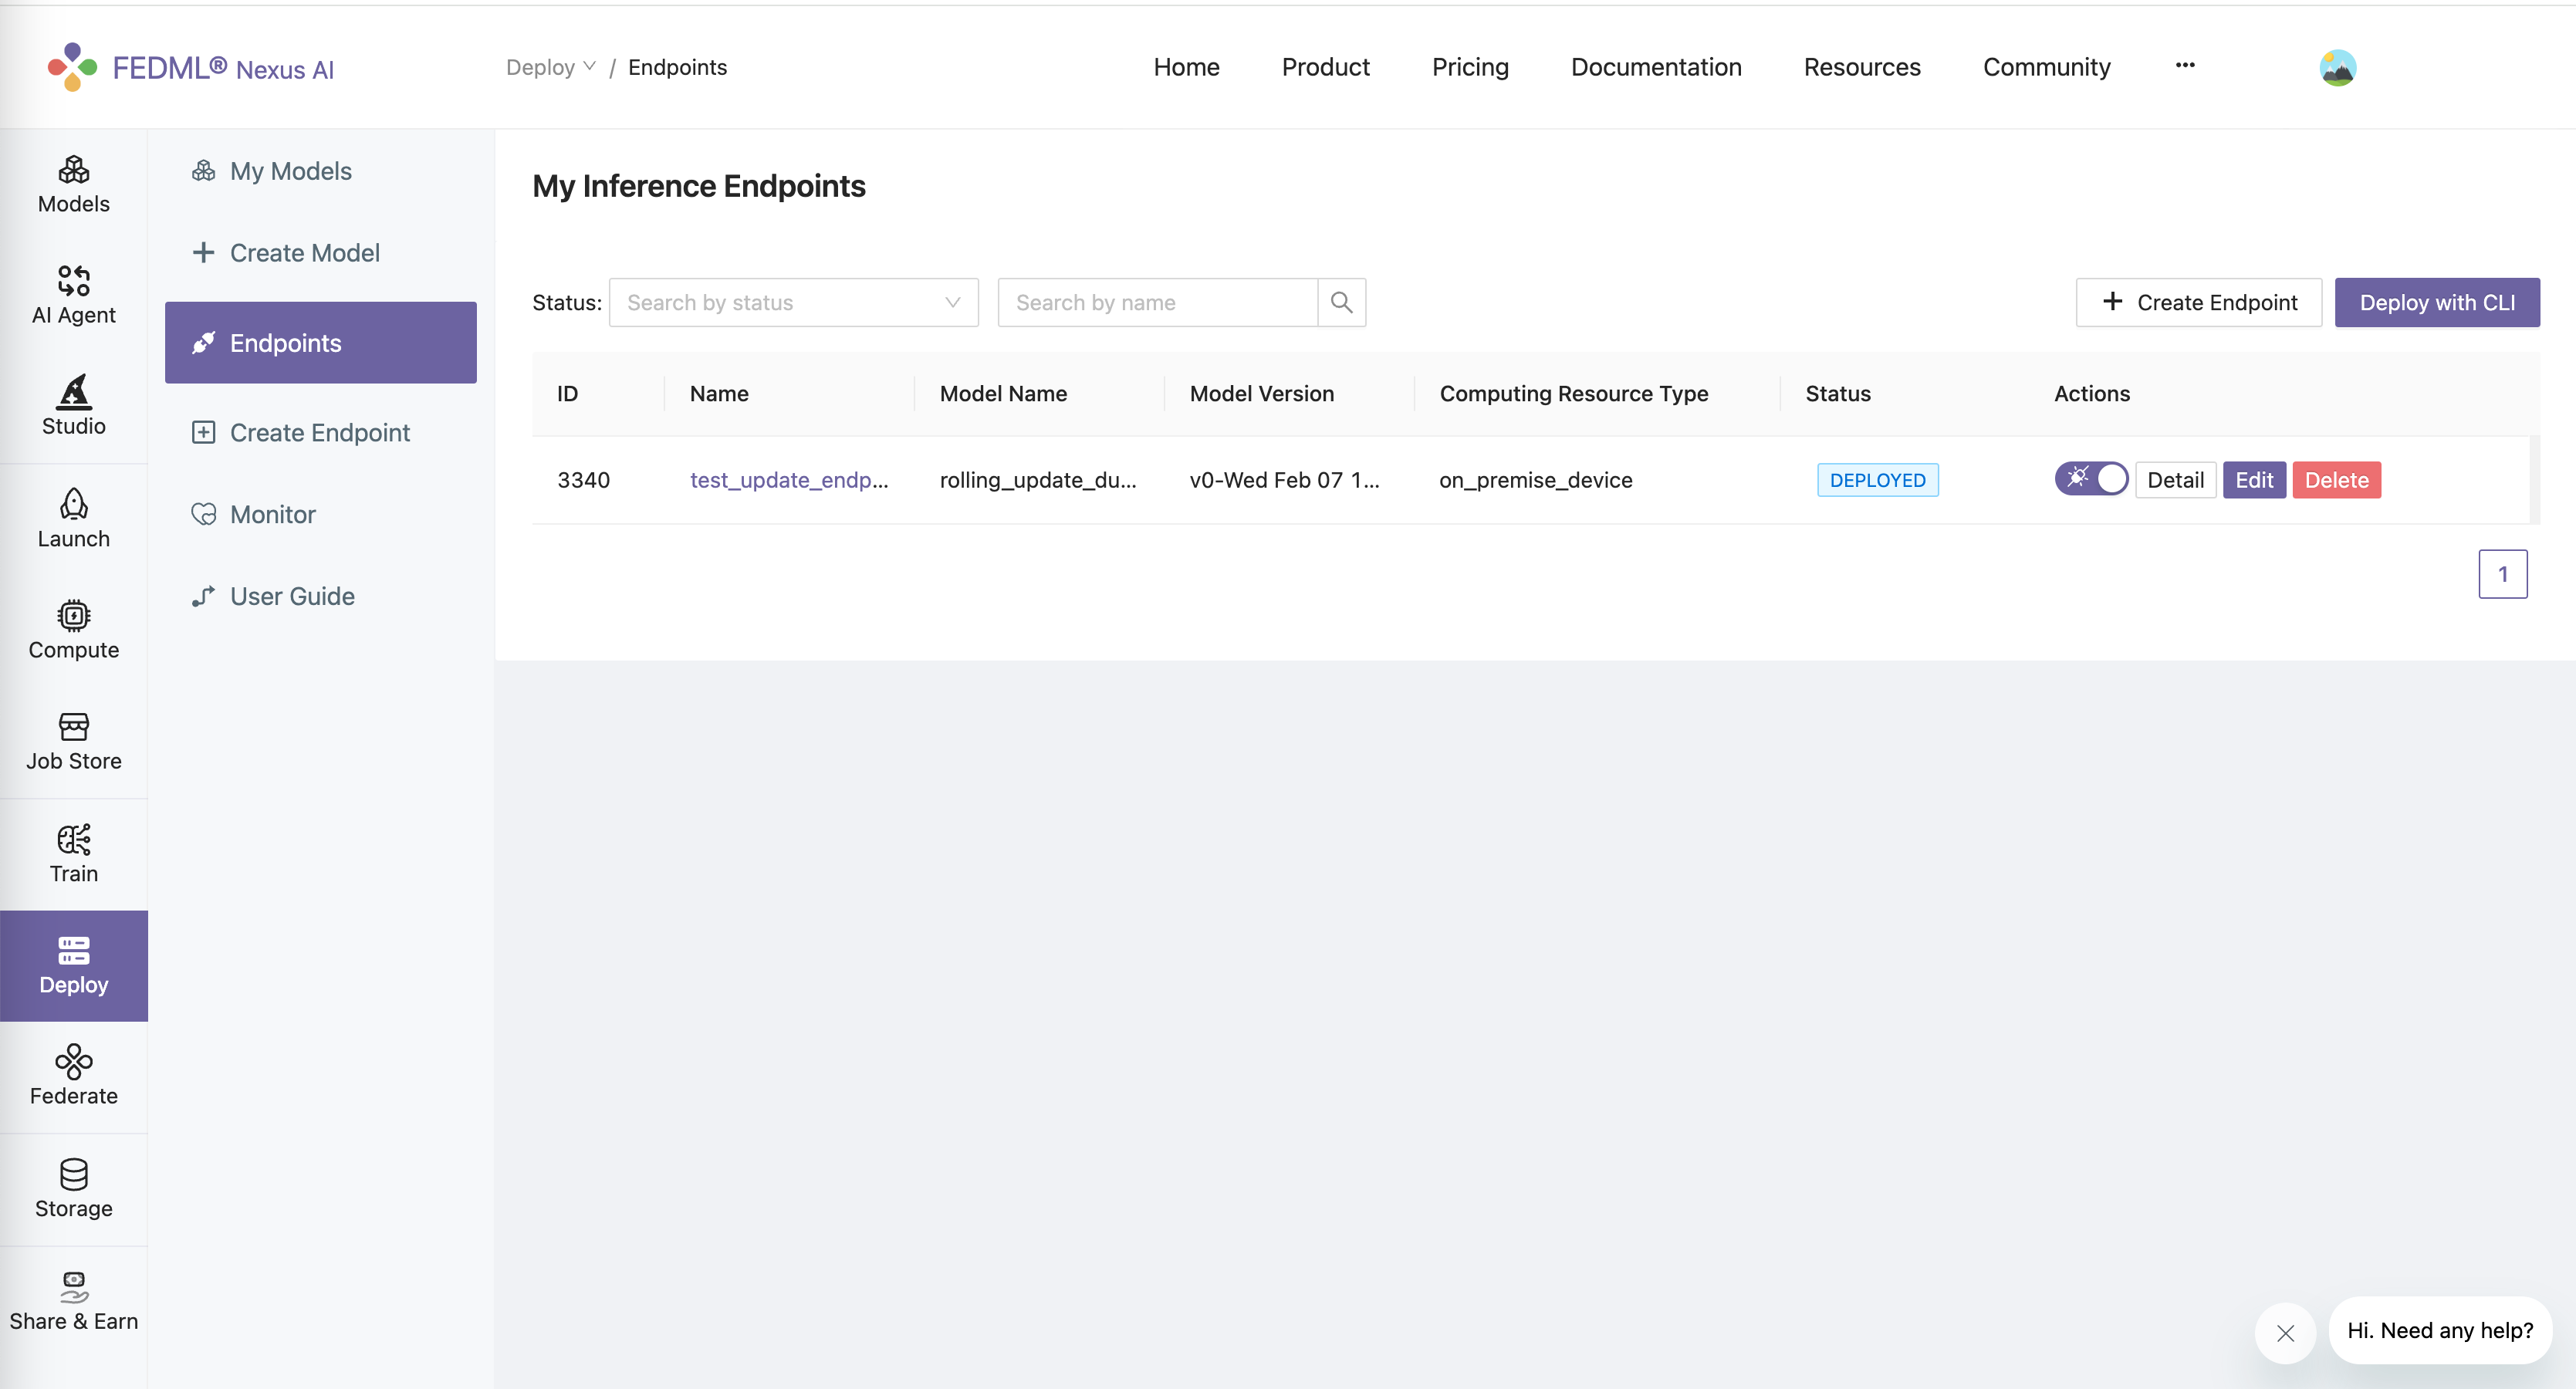 FEDML® Nexus AI
Deploy / Endpoints
Home
Product
Pricing
Documentation
Resources
Community
•••
Models
AI Agent
Studio
Launch
Compute
Job Store
Train
Deploy
Federate
Storage
Share & Earn
My Models
Create Model
Endpoints
Create Endpoint
Monitor
User Guide
My Inference Endpoints
Status: Search by status
Search by name
Create Endpoint
Deploy with CLI
ID Name Model Name Model Version Computing Resource Type Status Actions
3340 test_update_endp... rolling_update_du... v0-Wed Feb 07 1... on_premise_device DEPLOYED Detail Edit Delete
1
Hi. Need any help?